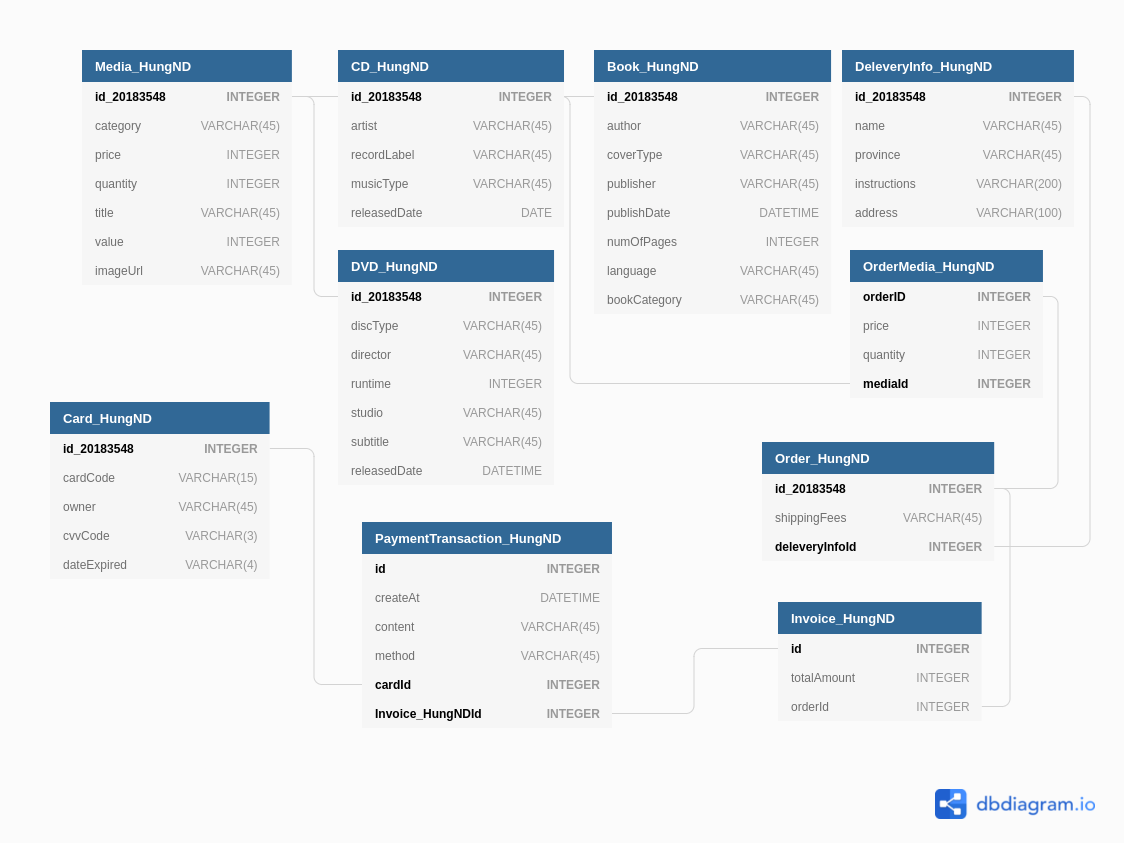 Media_HungND
id_20183548 INTEGER
category VARCHAR(45)
price INTEGER
quantity INTEGER
title VARCHAR(45)
value INTEGER
imageUrl VARCHAR(45)
CD_HungND
id_20183548 INTEGER
artist VARCHAR(45)
recordLabel VARCHAR(45)
musicType VARCHAR(45)
releasedDate DATE
Book_HungND
id_20183548 INTEGER
author VARCHAR(45)
coverType VARCHAR(45)
publisher VARCHAR(45)
publishDate DATETIME
numOfPages INTEGER
language VARCHAR(45)
bookCategory VARCHAR(45)
DeleveryInfo_HungND
id_20183548 INTEGER
name VARCHAR(45)
province VARCHAR(45)
instructions VARCHAR(200)
address VARCHAR(100)
DVD_HungND
id_20183548 INTEGER
discType VARCHAR(45)
director VARCHAR(45)
runtime INTEGER
studio VARCHAR(45)
subtitle VARCHAR(45)
releasedDate DATETIME
OrderMedia_HungND
orderID INTEGER
price INTEGER
quantity INTEGER
mediaId INTEGER
Card_HungND
id_20183548 INTEGER
cardCode VARCHAR(15)
owner VARCHAR(45)
cvvCode VARCHAR(3)
dateExpired VARCHAR(4)
Order_HungND
id_20183548 INTEGER
shippingFees VARCHAR(45)
deleveryInfoId INTEGER
PaymentTransaction_HungND
id INTEGER
createAt DATETIME
content VARCHAR(45)
method VARCHAR(45)
cardId INTEGER
Invoice_HungNDId INTEGER
Invoice_HungND
id INTEGER
totalAmount INTEGER
orderId INTEGER
dbdiagram.io